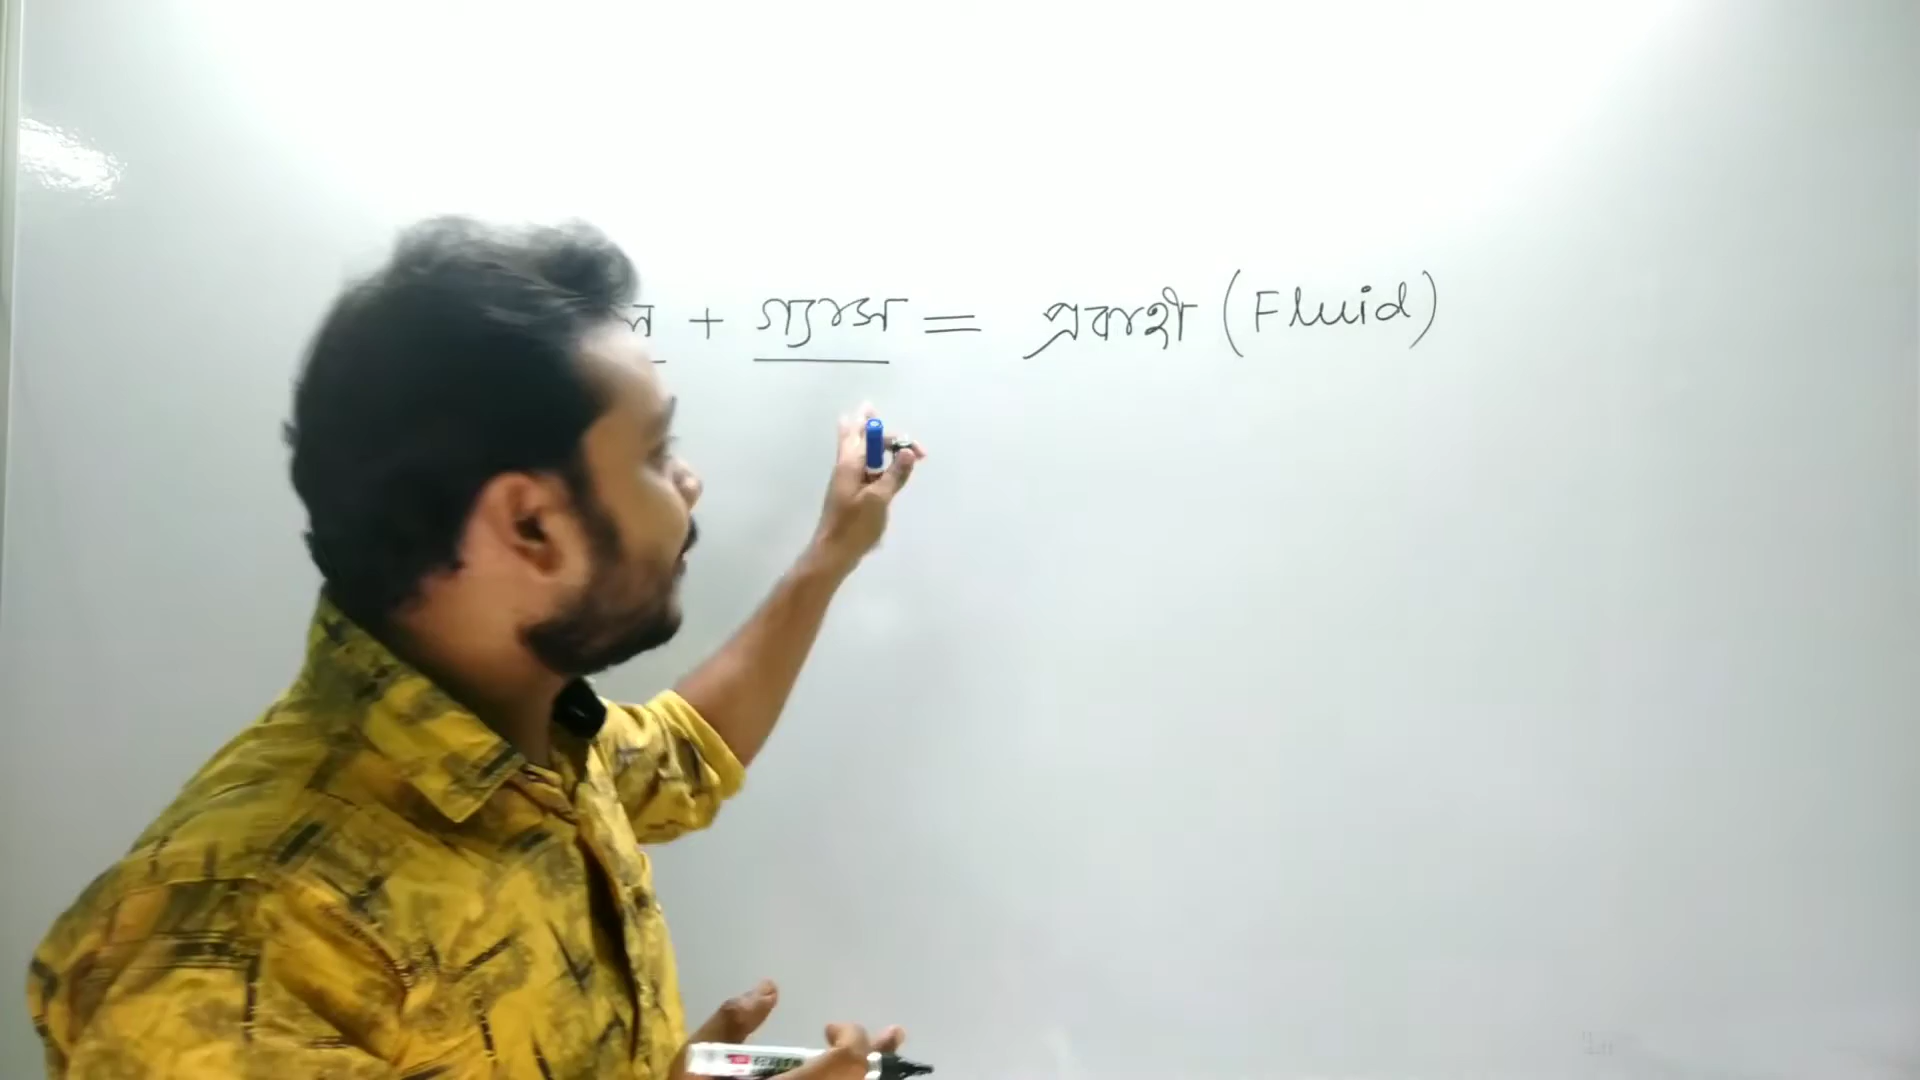 + গ্যাস = প্রবাহী (Fluid)